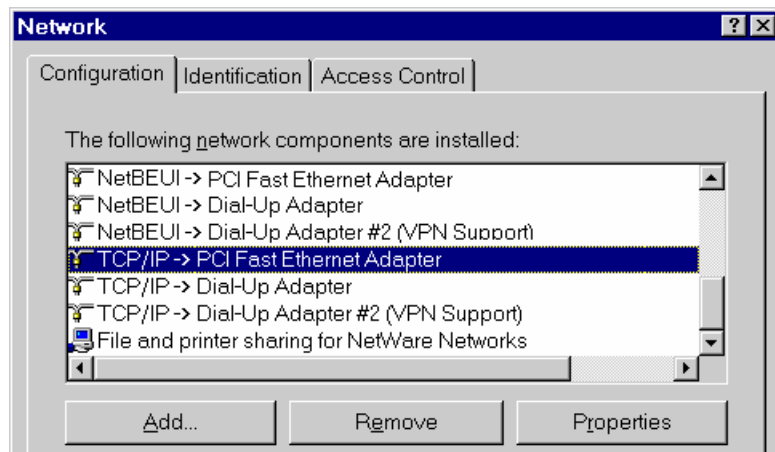 Network
Configuration Identification Access Control
The following network components are installed:
NetBEUI -> PCI Fast Ethernet Adapter
NetBEUI -> Dial-Up Adapter
NetBEUI -> Dial-Up Adapter #2 (VPN Support)
TCP/IP -> PCI Fast Ethernet Adapter
TCP/IP -> Dial-Up Adapter
TCP/IP -> Dial-Up Adapter #2 (VPN Support)
File and printer sharing for NetWare Networks
Add... Remove Properties